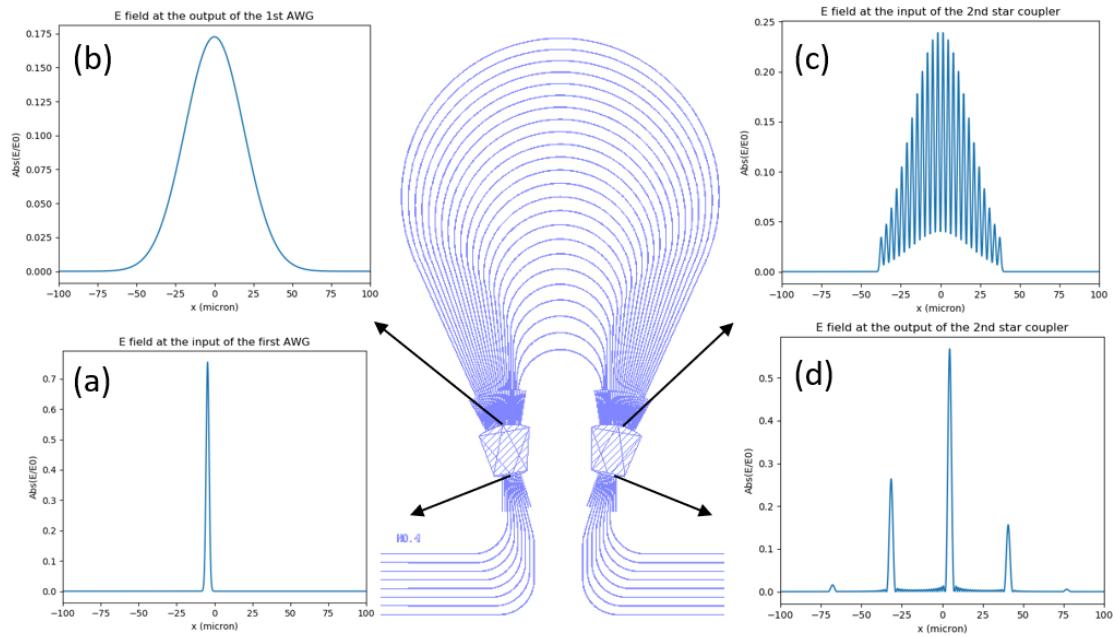 E field at the output of the 1st AWG
(b)
Abs(E/E0)
0.175
0.150
0.125
0.100
0.075
0.050
0.025
0.000
−100 −75 −50 −25 0 25 50 75 100
x (micron)
E field at the input of the 2nd star coupler
(c)
Abs(E/E0)
0.25
0.20
0.15
0.10
0.05
0.00
−100 −75 −50 −25 0 25 50 75 100
x (micron)
E field at the input of the first AWG
(a)
Abs(E/E0)
0.7
0.6
0.5
0.4
0.3
0.2
0.1
0.0
−100 −75 −50 −25 0 25 50 75 100
x (micron)
E field at the output of the 2nd star coupler
(d)
Abs(E/E0)
0.5
0.4
0.3
0.2
0.1
0.0
−100 −75 −50 −25 0 25 50 75 100
x (micron)